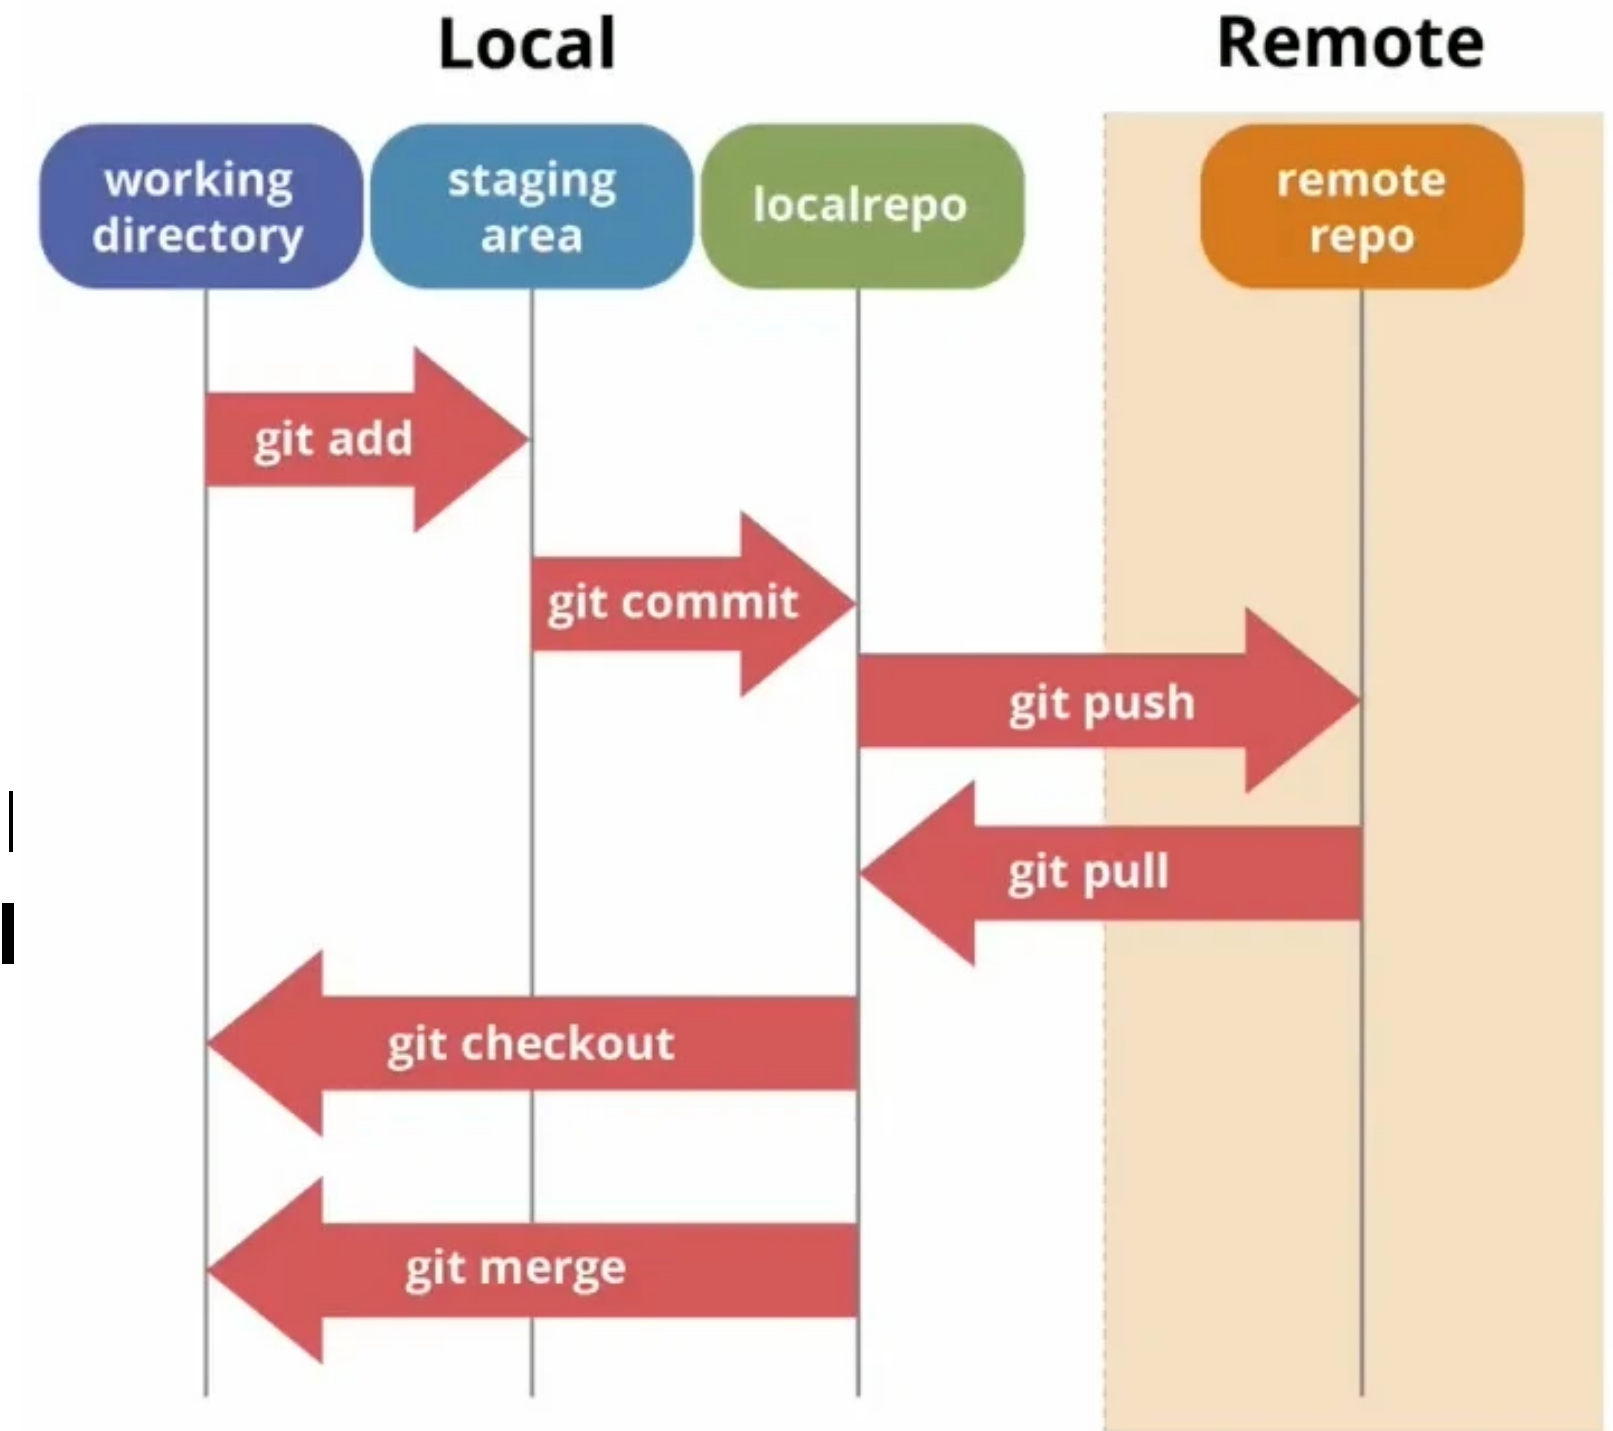 Local
Remote
working
directory
staging
area
localrepo
remote
repo
git add
git commit
git push
git pull
git checkout
git merge